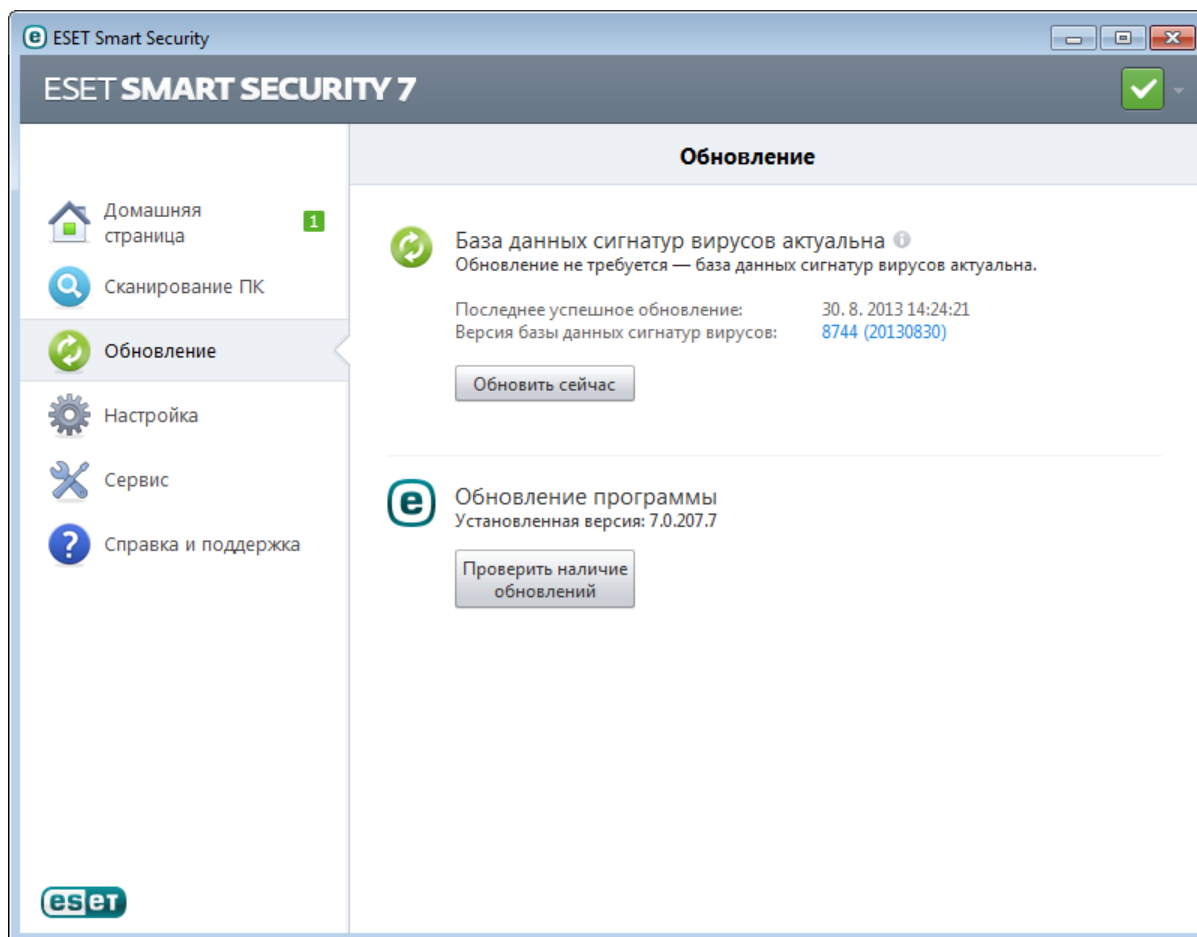 ESET Smart Security
ESET SMART SECURITY 7
Обновление
Домашняя
страница
1
Сканирование ПК
Обновление
Настройка
Сервис
Справка и поддержка
База данных сигнатур вирусов актуальна
Обновление не требуется — база данных сигнатур вирусов актуальна.
Последнее успешное обновление: 30. 8. 2013 14:24:21
Версия базы данных сигнатур вирусов: 8744 (20130830)
Обновить сейчас
Обновление программы
Установленная версия: 7.0.207.7
Проверить наличие
обновлений
eset